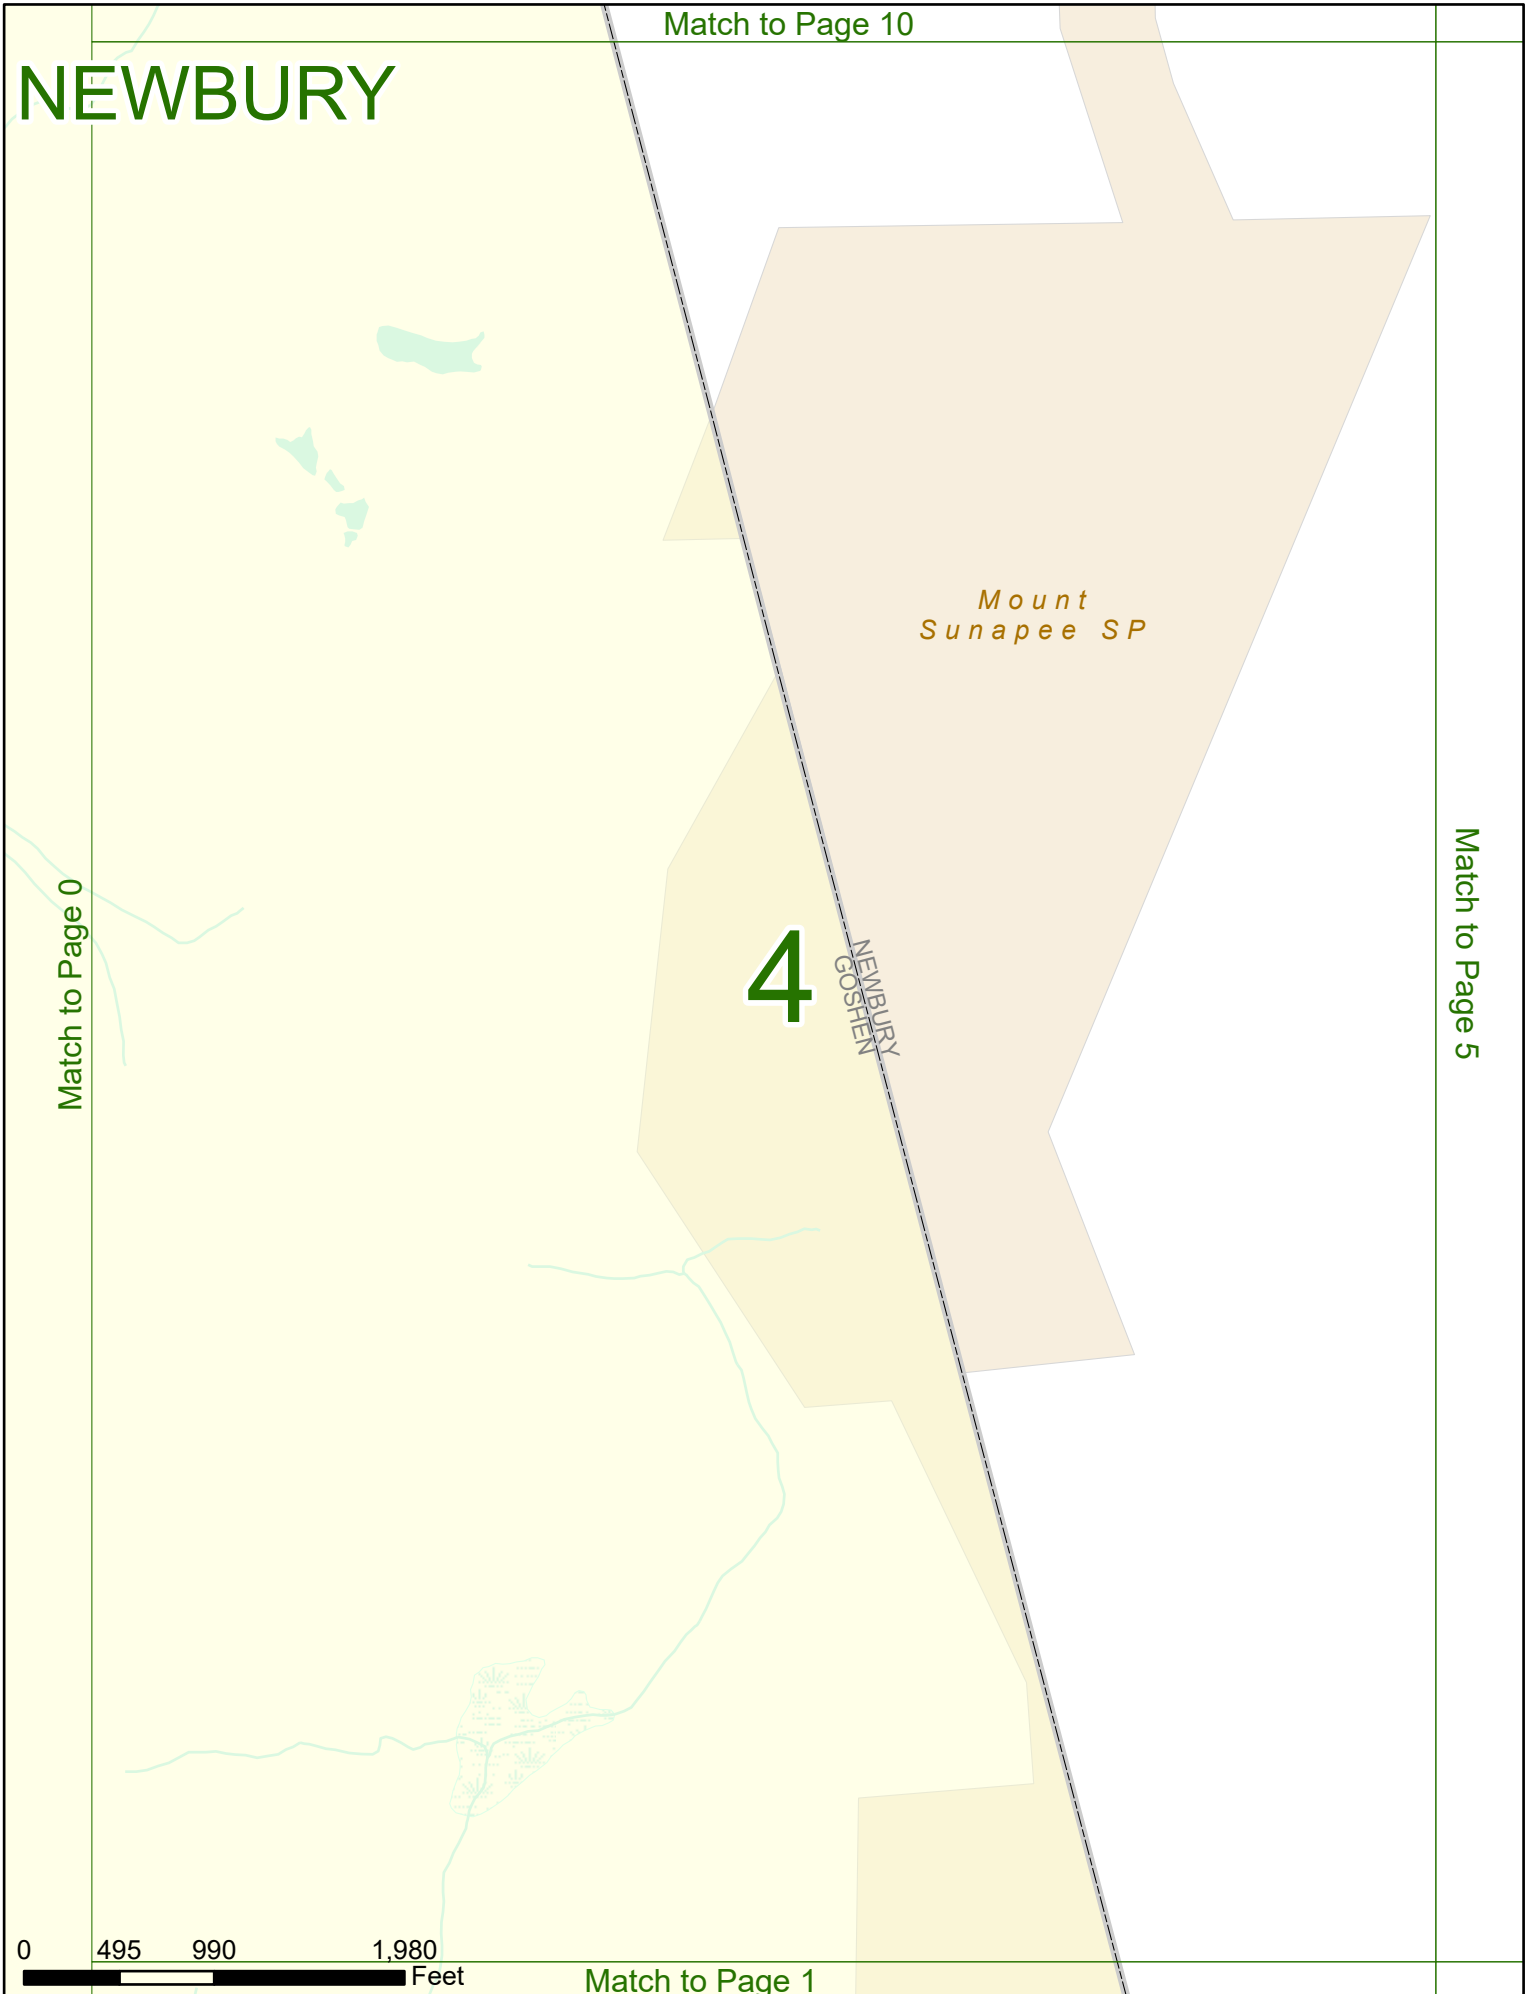 Match to Page 10
NEWBURY
Mount
Sunapee SP
Match to Page 0
4
NEWBURY
GOSHEN
Match to Page 5
0 495 990 1,980
Feet
Match to Page 1